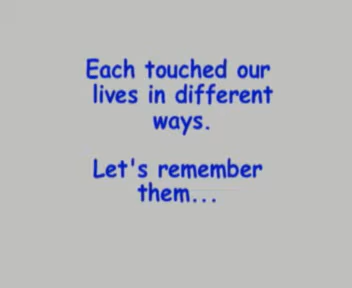 Each touched our
lives in different
ways.
Let's remember
them...